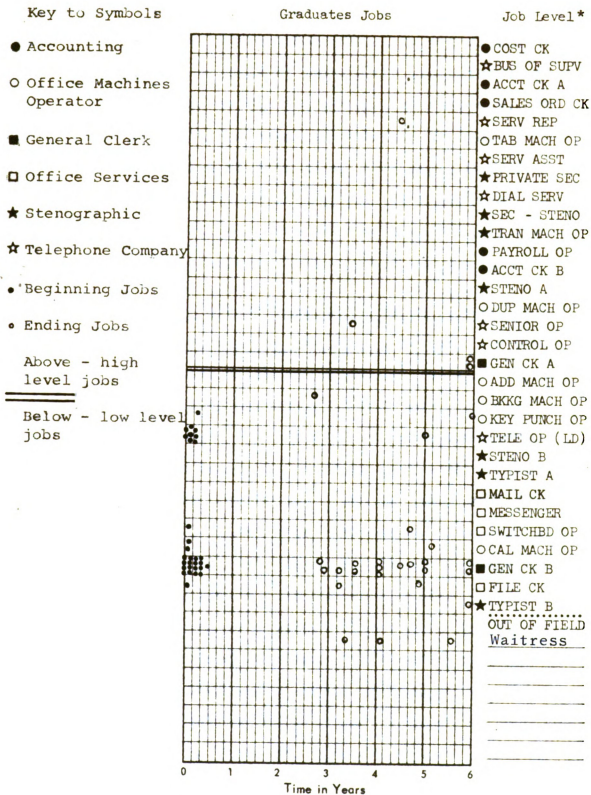 Key to Symbols
● Accounting
○ Office Machines
Operator
■ General Clerk
□ Office Services
★ Stenographic
☆ Telephone Company
• Beginning Jobs
o Ending Jobs
Above - high
level jobs
Below - low level
jobs
Graduates Jobs
0 1 2 3 4 5 6
Time in Years
Job Level*
● COST CK
☆ BUS OF SUPV
● ACCT CK A
● SALES ORD CK
☆ SERV REP
○ TAB MACH OP
☆ SERV ASST
★ PRIVATE SEC
☆ DIAL SERV
★ SEC - STENO
★ TRAN MACH OP
● PAYROLL OP
● ACCT CK B
★ STENO A
○ DUP MACH OP
☆ SENIOR OP
☆ CONTROL OP
■ GEN CK A
○ ADD MACH OP
○ BKKG MACH OP
○ KEY PUNCH OP
☆ TELE OP (LD)
★ STENO B
★ TYPIST A
□ MAIL CK
□ MESSENGER
□ SWITCHBD OP
○ CAL MACH OP
■ GEN CK B
□ FILE CK
★ TYPIST B
OUT OF FIELD
Waitress